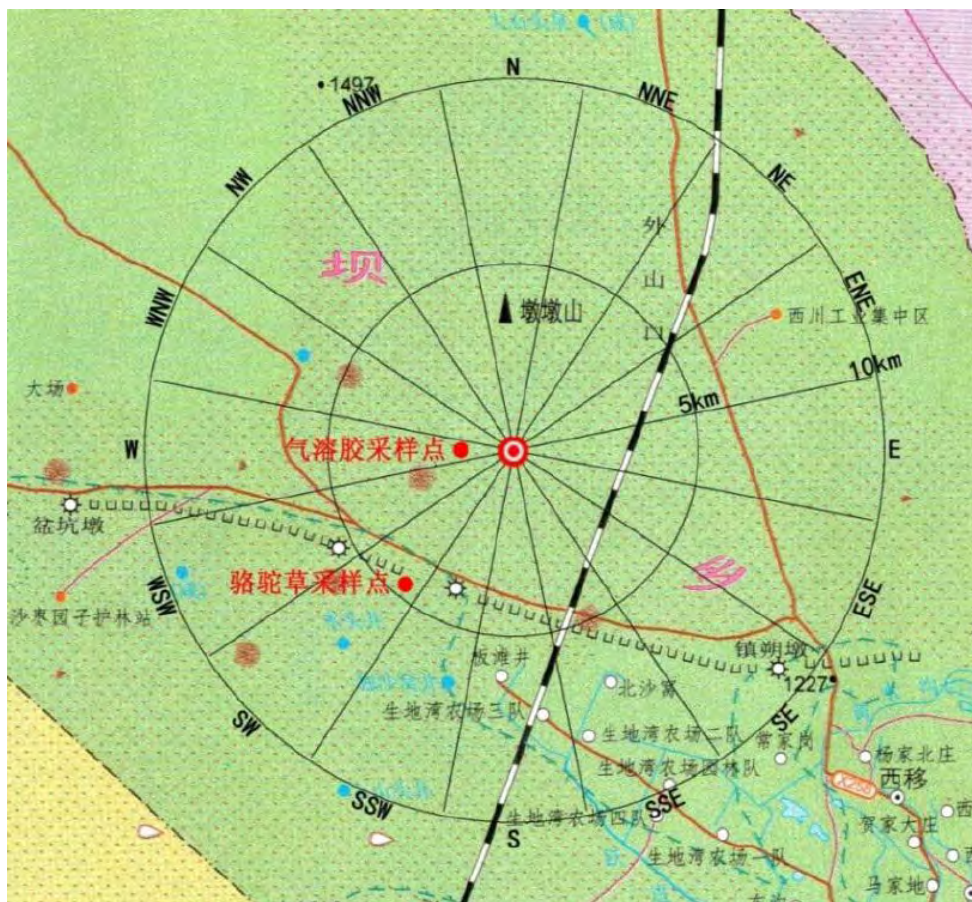 1497
N
NNW
NNE
NW
NE
外
坝
山
WNW
ENE
墩墩山
口
西川工业集中区
10km
大场
5km
W
气溶胶采样点
E
盆坑墩
骆驼草采样点
乡
WSW
ESE
沙枣园子护林站
镇朔墩
板滩井
1227
北沙窝
生地湾农场三队
SW
SE
生地湾农场二队
常家岗
杨家北庄
生地湾农场园林队
西移
SSW
SSE
生地湾农场四队
S
贺家大庄
生地湾农场一队
马家地